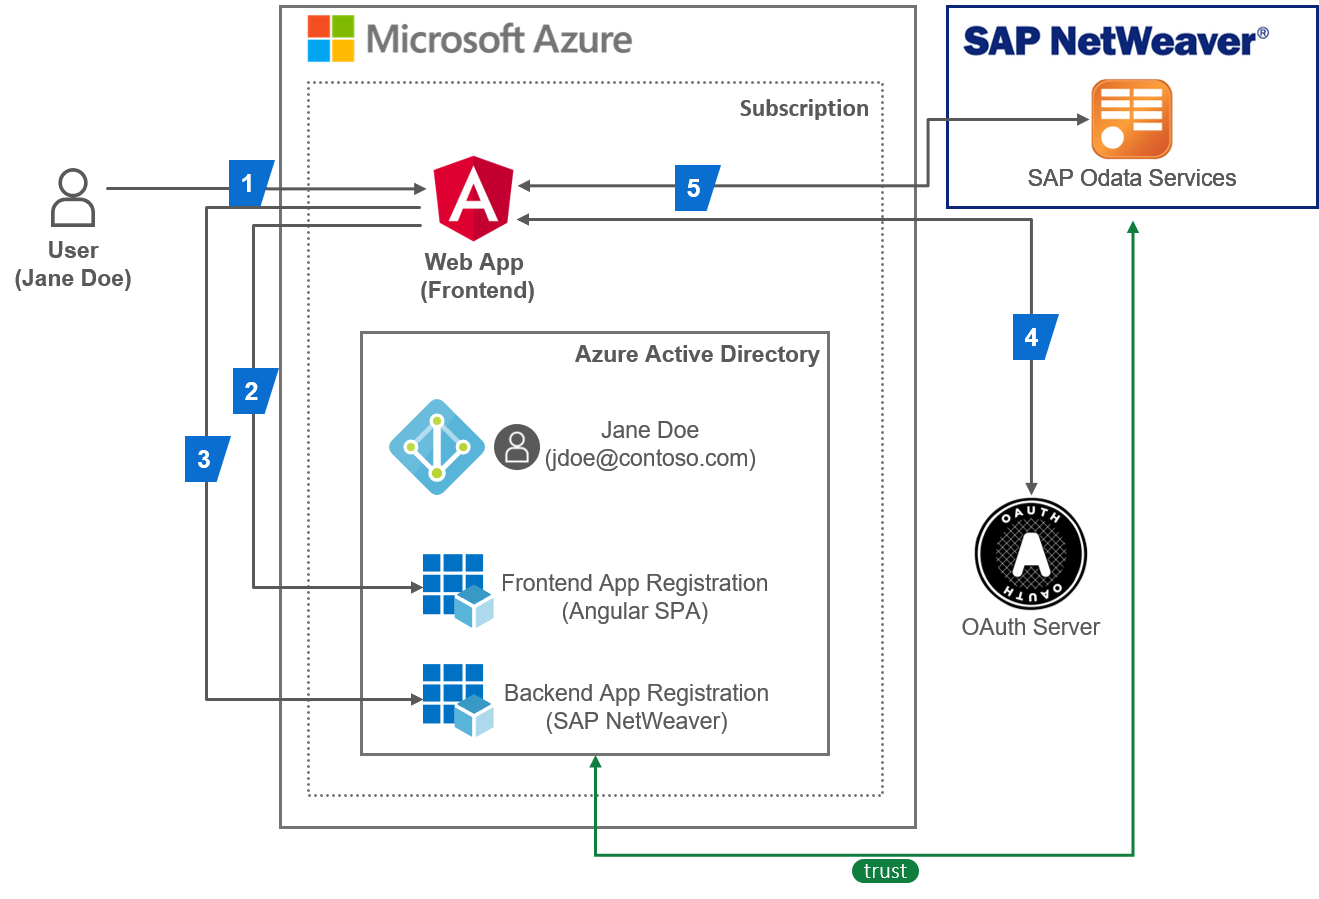 Microsoft Azure
SAP NetWeaver®
Subscription
SAP Odata Services
1
5
User
(Jane Doe)
Web App
(Frontend)
4
Azure Active Directory
2
Jane Doe
(jdoe@contoso.com)
3
OAUTH
A
OAUTH
OAuth Server
Frontend App Registration
(Angular SPA)
Backend App Registration
(SAP NetWeaver)
trust